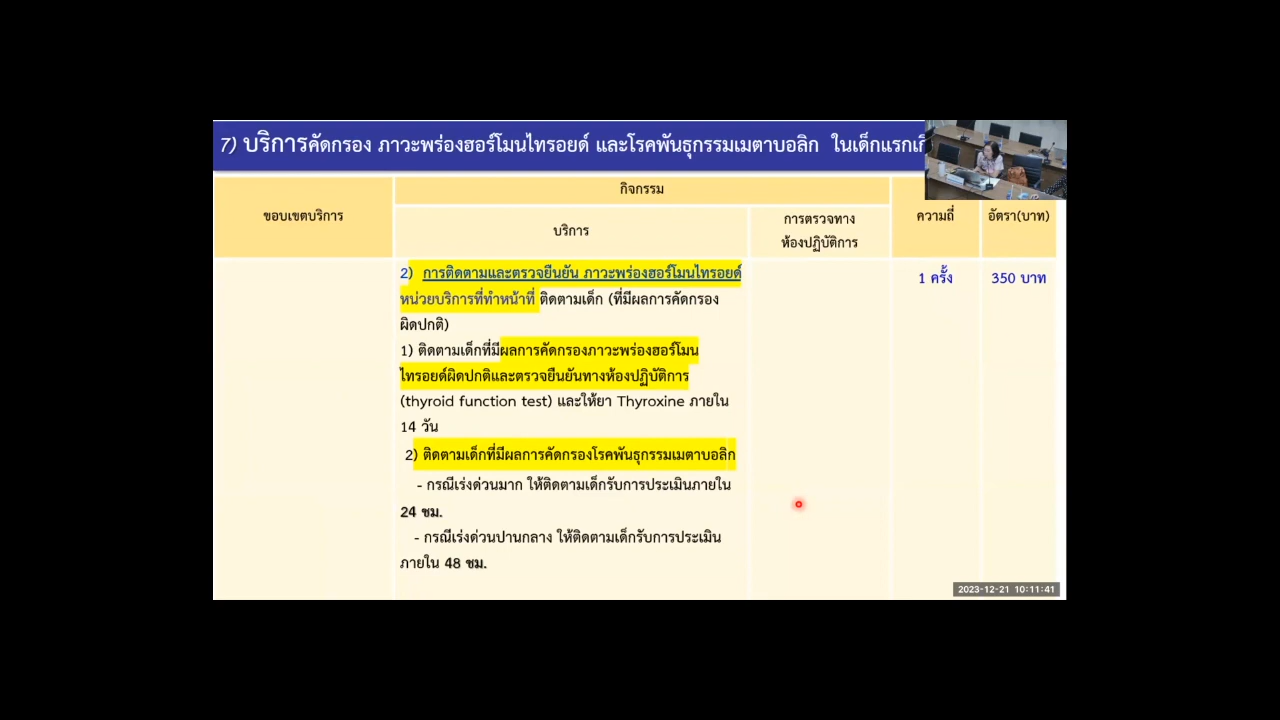 7) บริการคัดกรอง ภาวะพร่องฮอร์โมนไทรอยด์ และโรคพันธุกรรมเมตาบอลิก ในเด็กแรกเกิ
ขอบเขตบริการ
กิจกรรม
บริการ
การตรวจทาง
ห้องปฏิบัติการ
ความถี่
อัตรา(บาท)
2) การติดตามและตรวจยืนยัน ภาวะพร่องฮอร์โมนไทรอยด์
หน่วยบริการที่ทำหน้าที่ ติดตามเด็ก (ที่มีผลการคัดกรอง
ผิดปกติ)
1) ติดตามเด็กที่มีผลการคัดกรองภาวะพร่องฮอร์โมน
ไทรอยด์ผิดปกติและตรวจยืนยันทางห้องปฏิบัติการ
(thyroid function test) และให้ยา Thyroxine ภายใน
14 วัน
2) ติดตามเด็กที่มีผลการคัดกรองโรคพันธุกรรมเมตาบอลิก
- กรณีเร่งด่วนมาก ให้ติดตามเด็กรับการประเมินภายใน
24 ชม.
- กรณีเร่งด่วนปานกลาง ให้ติดตามเด็กรับการประเมิน
ภายใน 48 ชม.
1 ครั้ง
350 บาท
2023-12-21 10:11:41